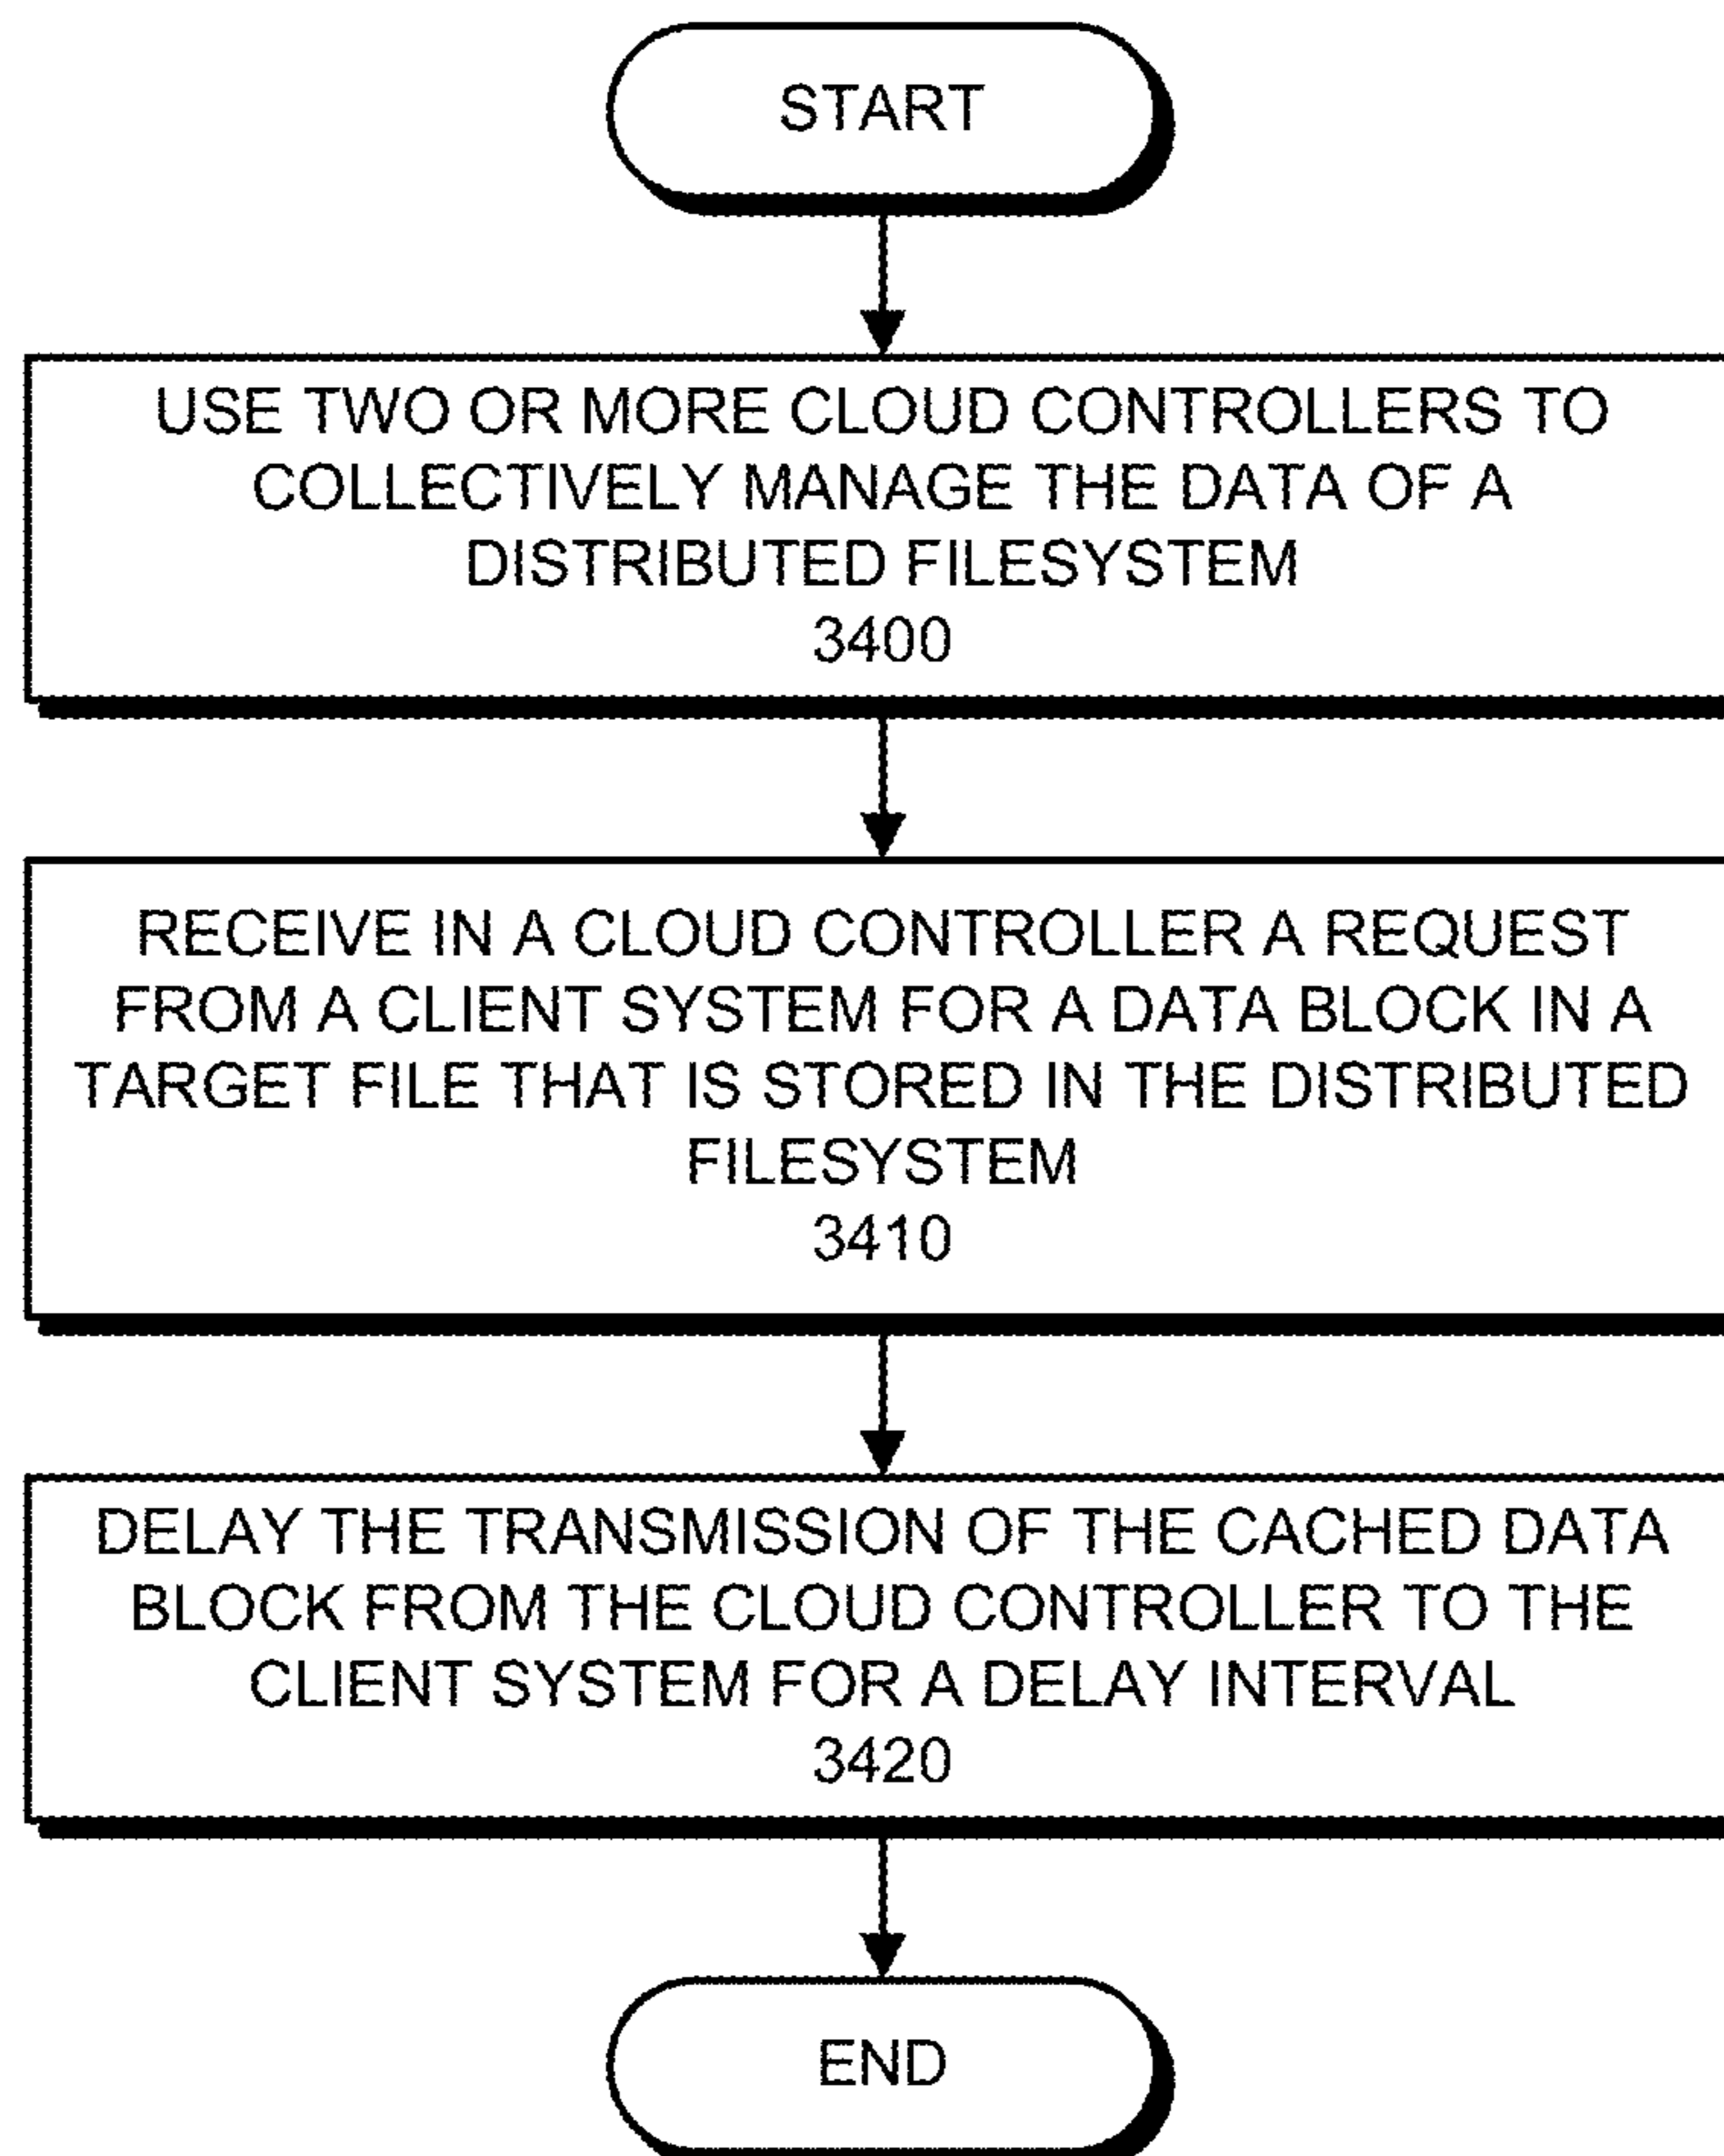 START
USE TWO OR MORE CLOUD CONTROLLERS TO
COLLECTIVELY MANAGE THE DATA OF A
DISTRIBUTED FILESYSTEM
3400
RECEIVE IN A CLOUD CONTROLLER A REQUEST
FROM A CLIENT SYSTEM FOR A DATA BLOCK IN A
TARGET FILE THAT IS STORED IN THE DISTRIBUTED
FILESYSTEM
3410
DELAY THE TRANSMISSION OF THE CACHED DATA
BLOCK FROM THE CLOUD CONTROLLER TO THE
CLIENT SYSTEM FOR A DELAY INTERVAL
3420
END